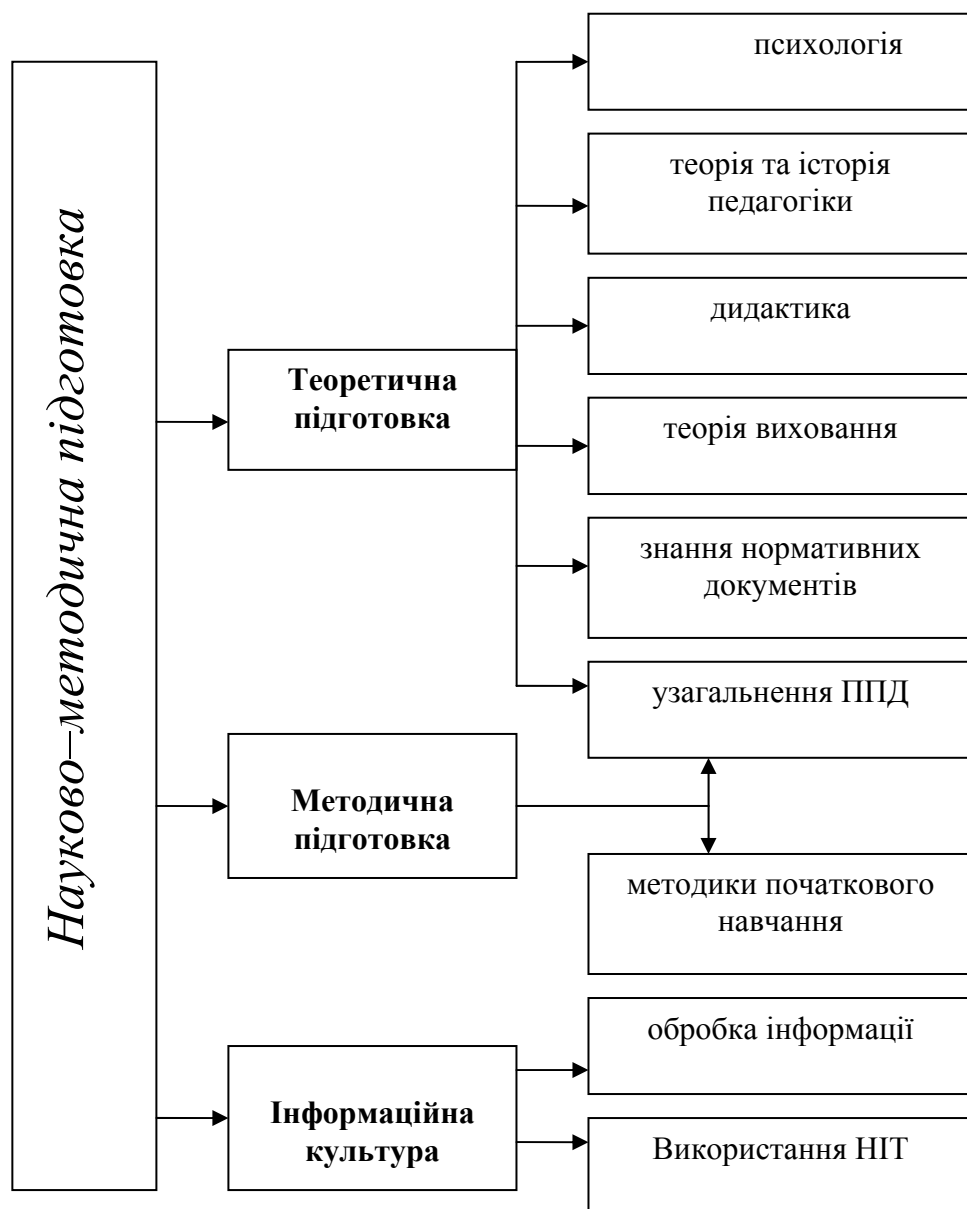 Науково–методична підготовка
Теоретична
підготовка
психологія
теорія та історія
педагогіки
дидактика
теорія виховання
знання нормативних
документів
узагальнення ППД
Методична
підготовка
методики початкового
навчання
Інформаційна
культура
обробка інформації
Використання НІТ